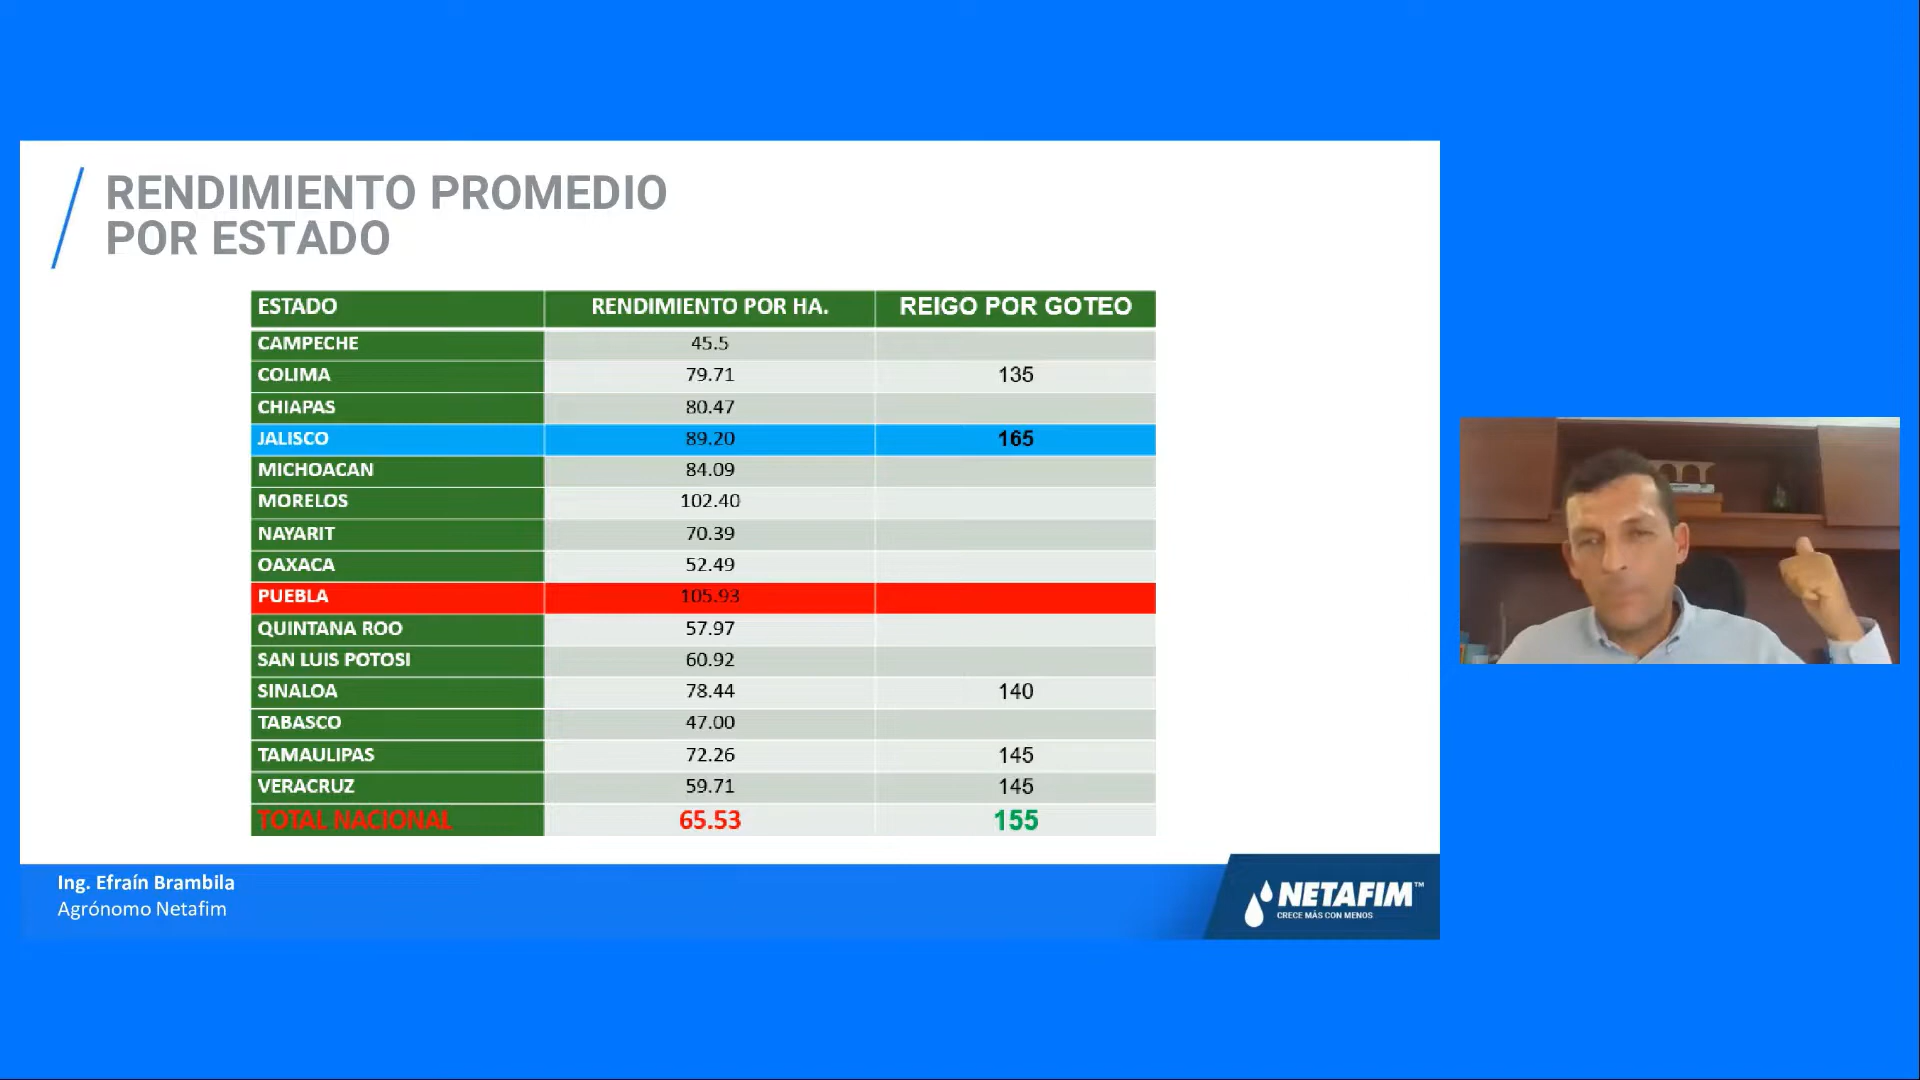 RENDIMIENTO PROMEDIO
POR ESTADO
ESTADO RENDIMIENTO POR HA. REIGO POR GOTEO
CAMPECHE 45.5
COLIMA 79.71 135
CHIAPAS 80.47
JALISCO 89.20 165
MICHOACAN 84.09
MORELOS 102.40
NAYARIT 70.39
OAXACA 52.49
PUEBLA 105.93
QUINTANA ROO 57.97
SAN LUIS POTOSI 60.92
SINALOA 78.44 140
TABASCO 47.00
TAMAULIPAS 72.26 145
VERACRUZ 59.71 145
TOTAL NACIONAL 65.53 155
Ing. Efraín Brambila
Agrónomo Netafim
NETAFIM™
CRECE MÁS CON MENOS